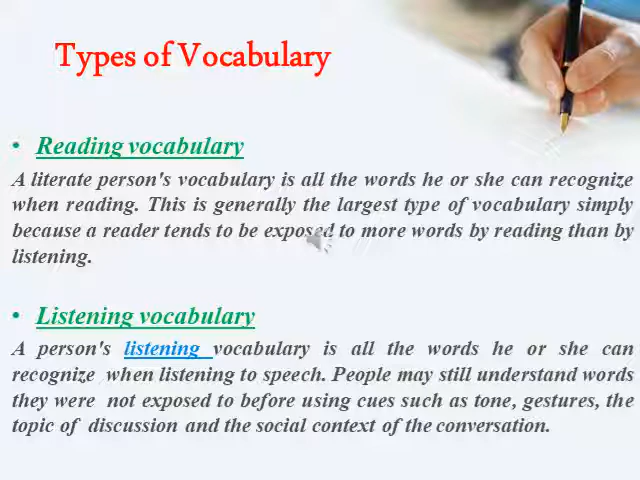 Types of Vocabulary
• Reading vocabulary
A literate person's vocabulary is all the words he or she can recognize
when reading. This is generally the largest type of vocabulary simply
because a reader tends to be exposed to more words by reading than by
listening.
• Listening vocabulary
A person's listening vocabulary is all the words he or she can
recognize when listening to speech. People may still understand words
they were not exposed to before using cues such as tone, gestures, the
topic of discussion and the social context of the conversation.